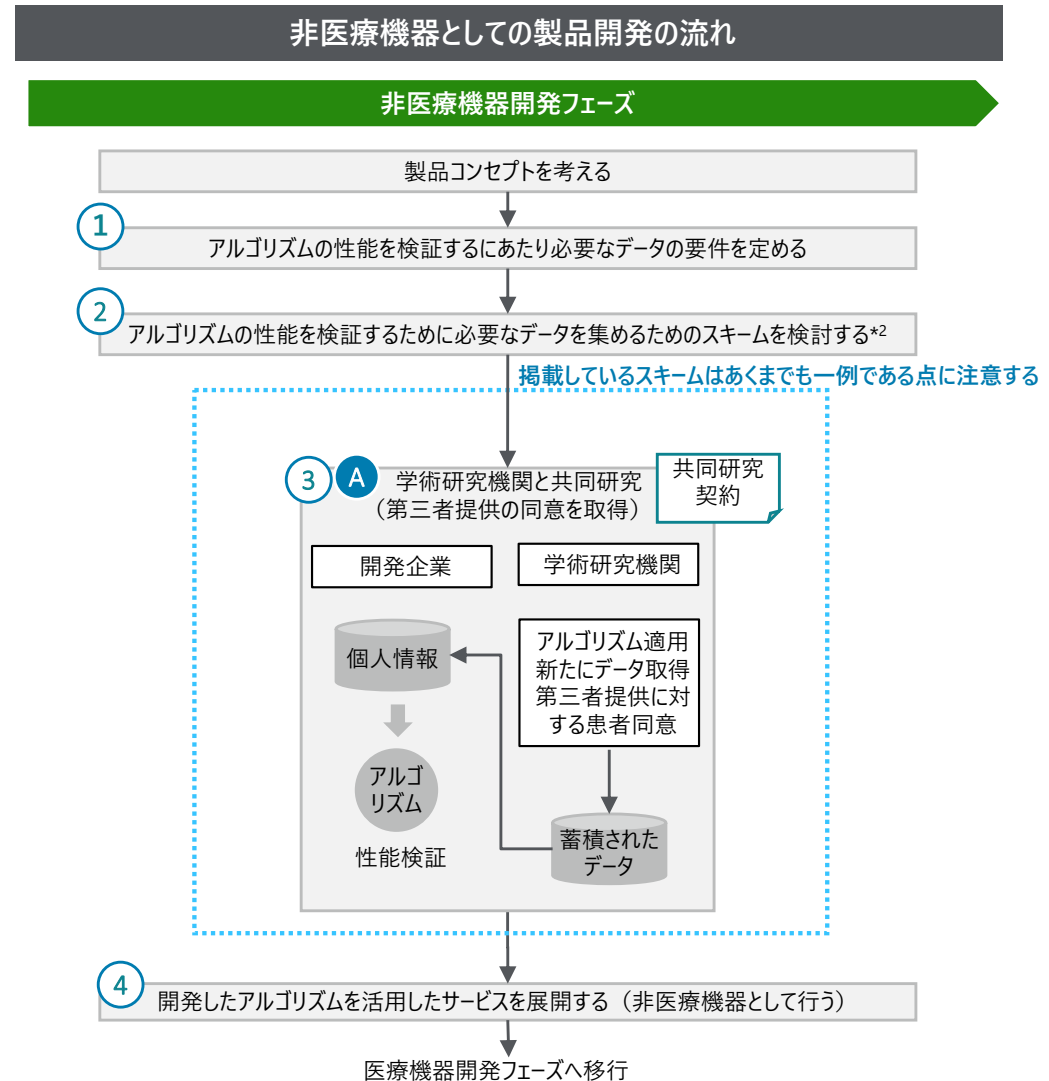 非医療機器としての製品開発の流れ
非医療機器開発フェーズ
製品コンセプトを考える
1
アルゴリズムの性能を検証するにあたり必要なデータの要件を定める
2
アルゴリズムの性能を検証するために必要なデータを集めるためのスキームを検討する*2
掲載しているスキームはあくまでも一例である点に注意する
3
A
学術研究機関と共同研究
（第三者提供の同意を取得）
共同研究
契約
開発企業
学術研究機関
個人情報
アルゴリズム適用
新たにデータ取得
第三者提供に対
する患者同意
アルゴ
リズム
性能検証
蓄積された
データ
4
開発したアルゴリズムを活用したサービスを展開する（非医療機器として行う）
医療機器開発フェーズへ移行